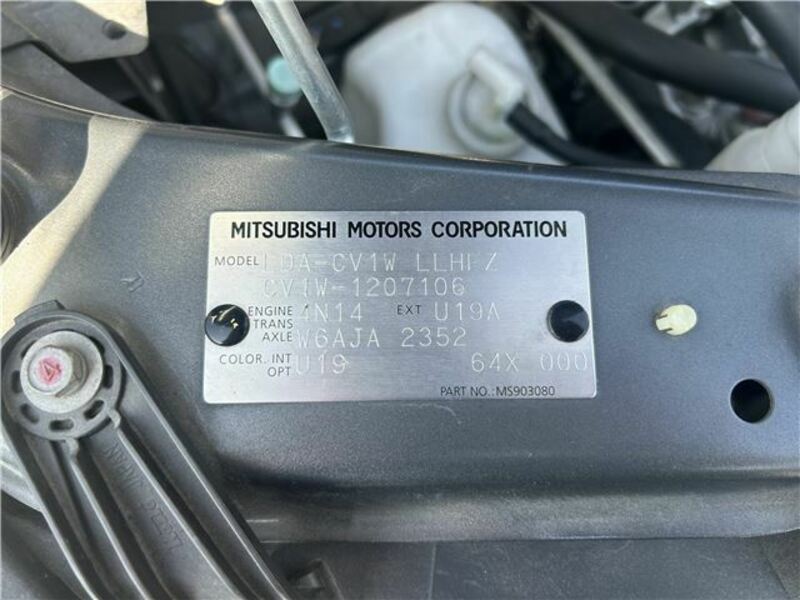 MITSUBISHI MOTORS CORPORATION
MODEL LDA-CV1W LLHFZ
CV1W-1207106
ENGINE 4N14 EXT U19A
TRANS AXLE W6AJA 2352
COLOR. INT OPT U19 64X 000
PART NO.:MS903080